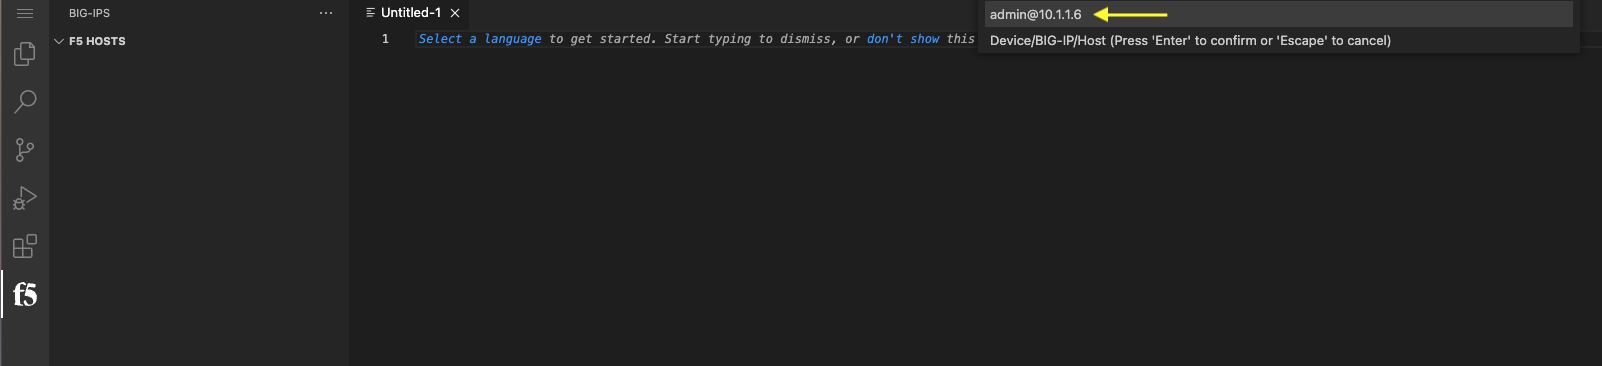 BIG-IPS ···
F5 HOSTS
f5
Untitled-1
1 Select a language to get started. Start typing to dismiss, or don't show this
admin@10.1.1.6
Device/BIG-IP/Host (Press 'Enter' to confirm or 'Escape' to cancel)